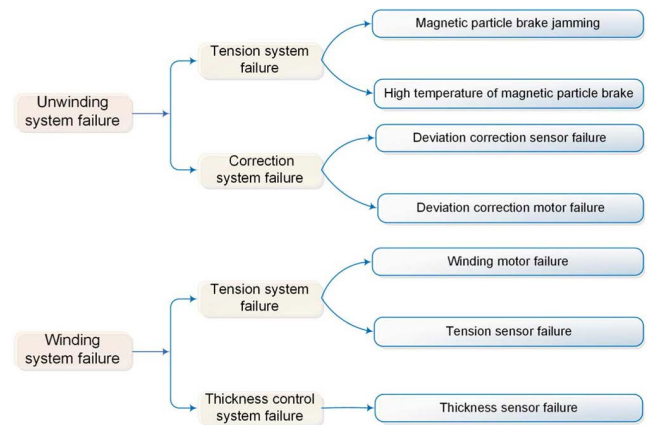 Unwinding
system failure
Tension system
failure
Magnetic particle brake jamming
High temperature of magnetic particle brake
Correction
system failure
Deviation correction sensor failure
Deviation correction motor failure
Winding
system failure
Tension system
failure
Winding motor failure
Tension sensor failure
Thickness control
system failure
Thickness sensor failure